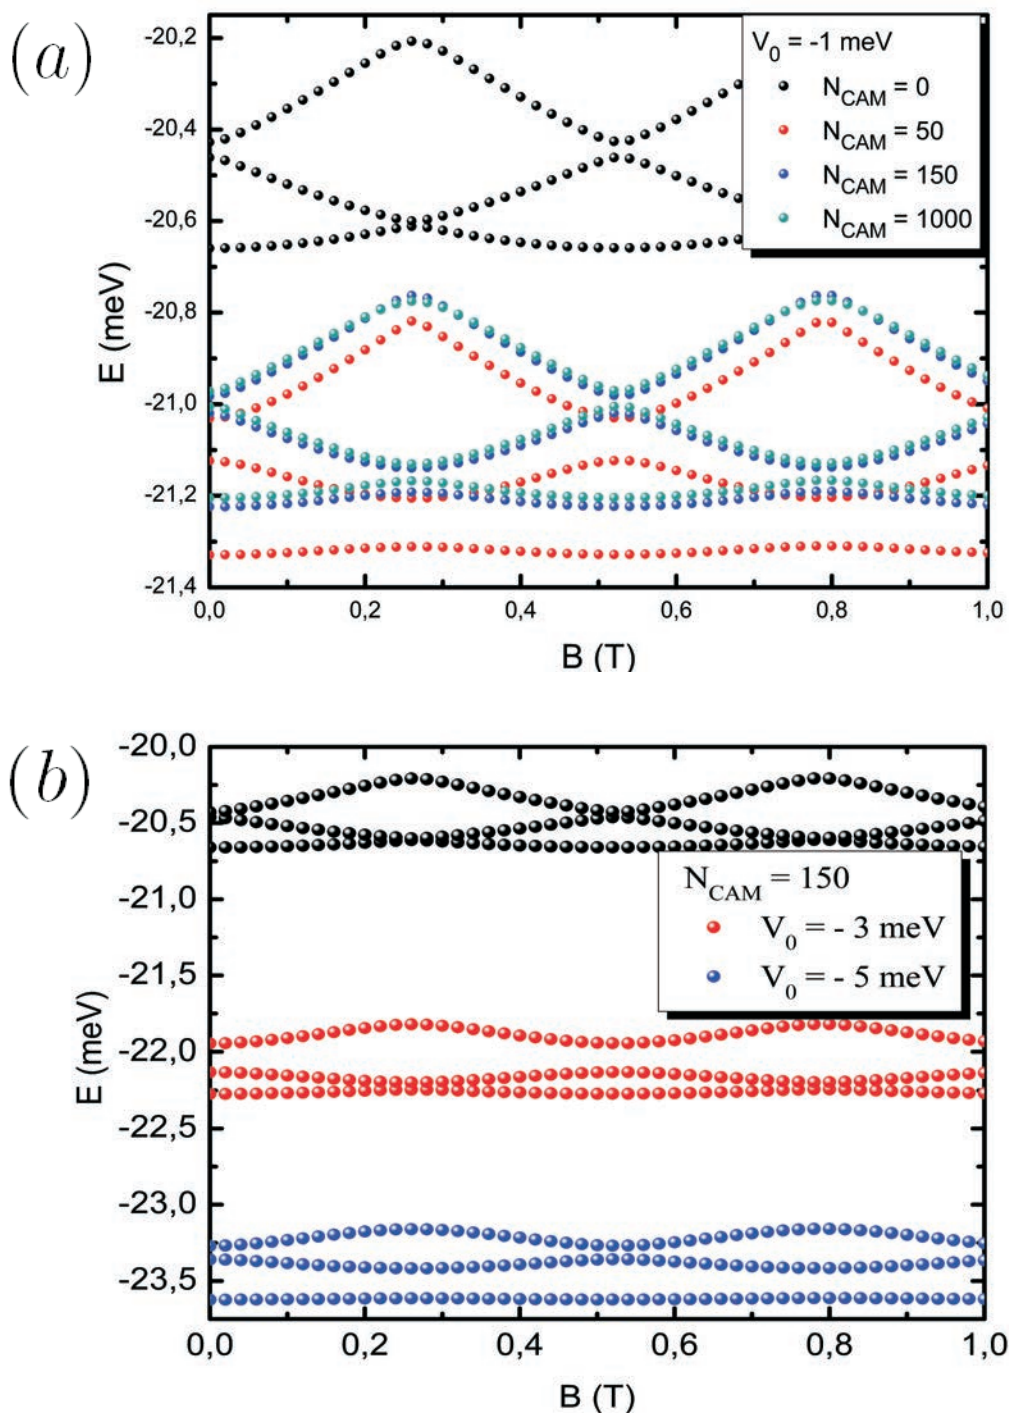 (a)
-20,2
-20,4
-20,6
-20,8
-21,0
-21,2
-21,4
E (meV)
V0 = -1 meV
NCAM = 0
NCAM = 50
NCAM = 150
NCAM = 1000
0,0 0,2 0,4 0,6 0,8 1,0
B (T)
(b)
-20,0
-20,5
-21,0
-21,5
-22,0
-22,5
-23,0
-23,5
E (meV)
NCAM = 150
V0 = - 3 meV
V0 = - 5 meV
0,0 0,2 0,4 0,6 0,8 1,0
B (T)